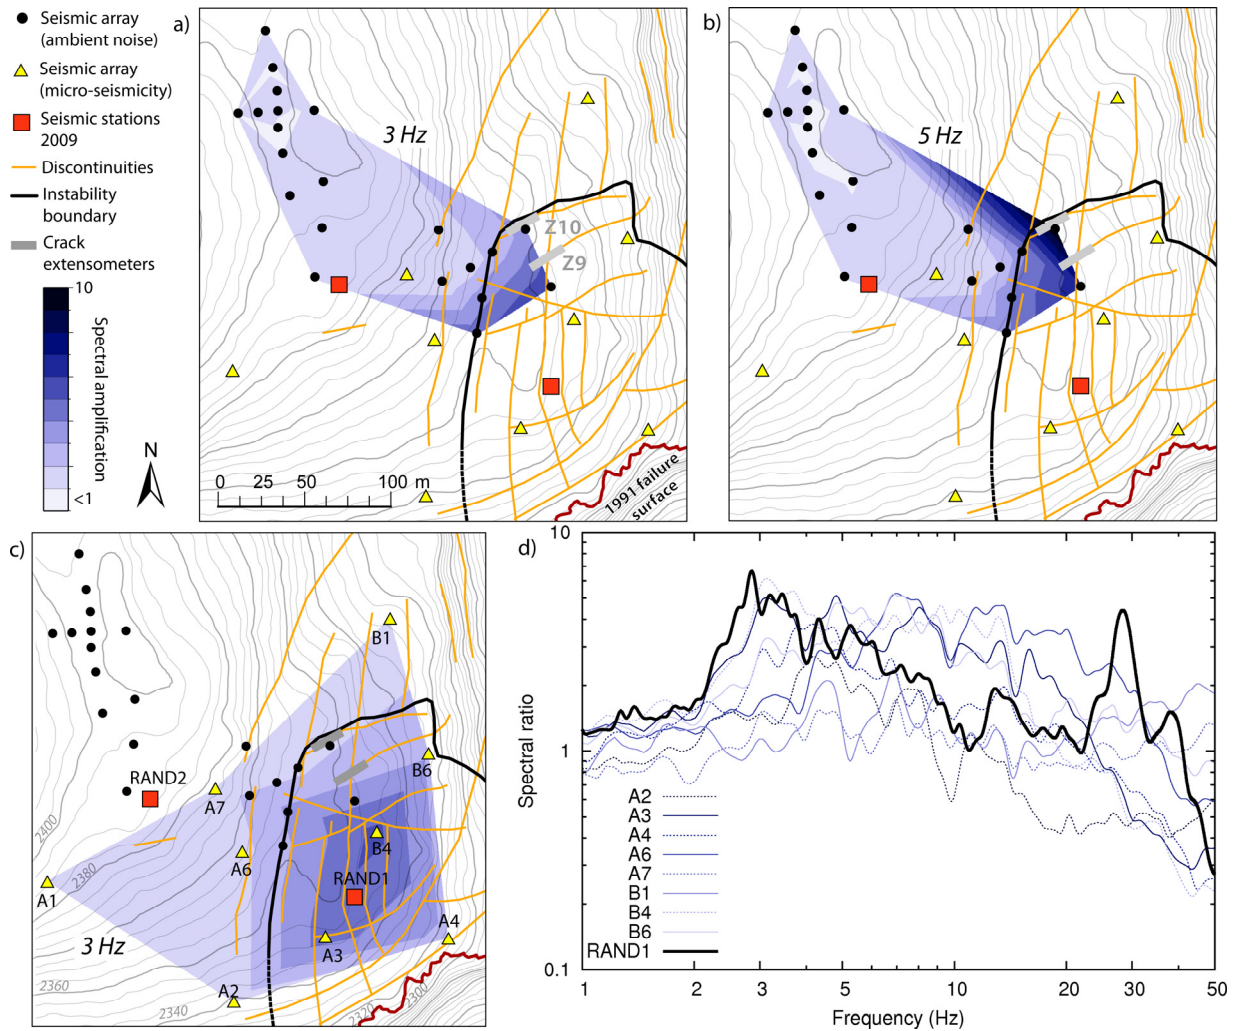 Seismic array
(ambient noise)
Seismic array
(micro-seismicity)
Seismic stations
2009
Discontinuities
Instability
boundary
Crack
extensometers
10
Spectral amplification
<1
N
a)
3 Hz
Z10
Z9
0 25 50 100 m
1991 failure
surface
b)
5 Hz
c)
B1
B6
RAND2
A7
2400
A6
B4
2380
RAND1
A1
A4
A3
3 Hz
A2
2360
2340
2320
2300
d)
10
1
0.1
Spectral ratio
A2
A3
A4
A6
A7
B1
B4
B6
RAND1
1 2 3 5 10 20 30 50
Frequency (Hz)